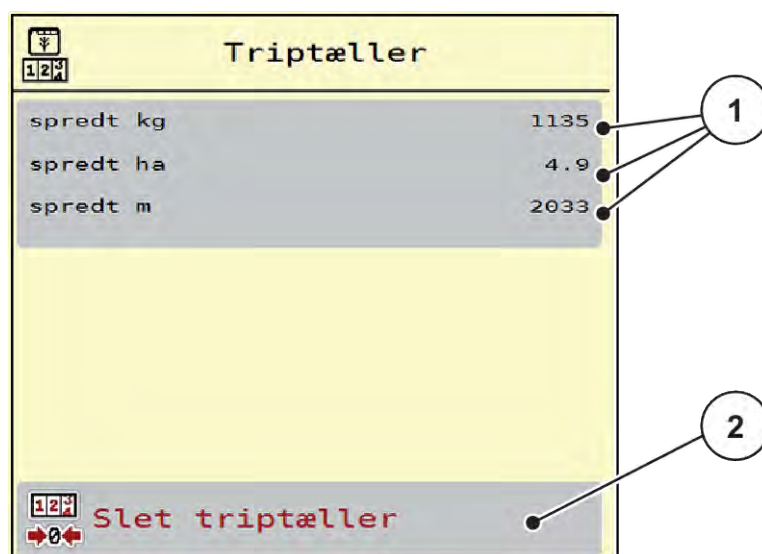 Triptæller
spredt kg 1135
spredt ha 4.9
spredt m 2033
1
2
Slet triptæller